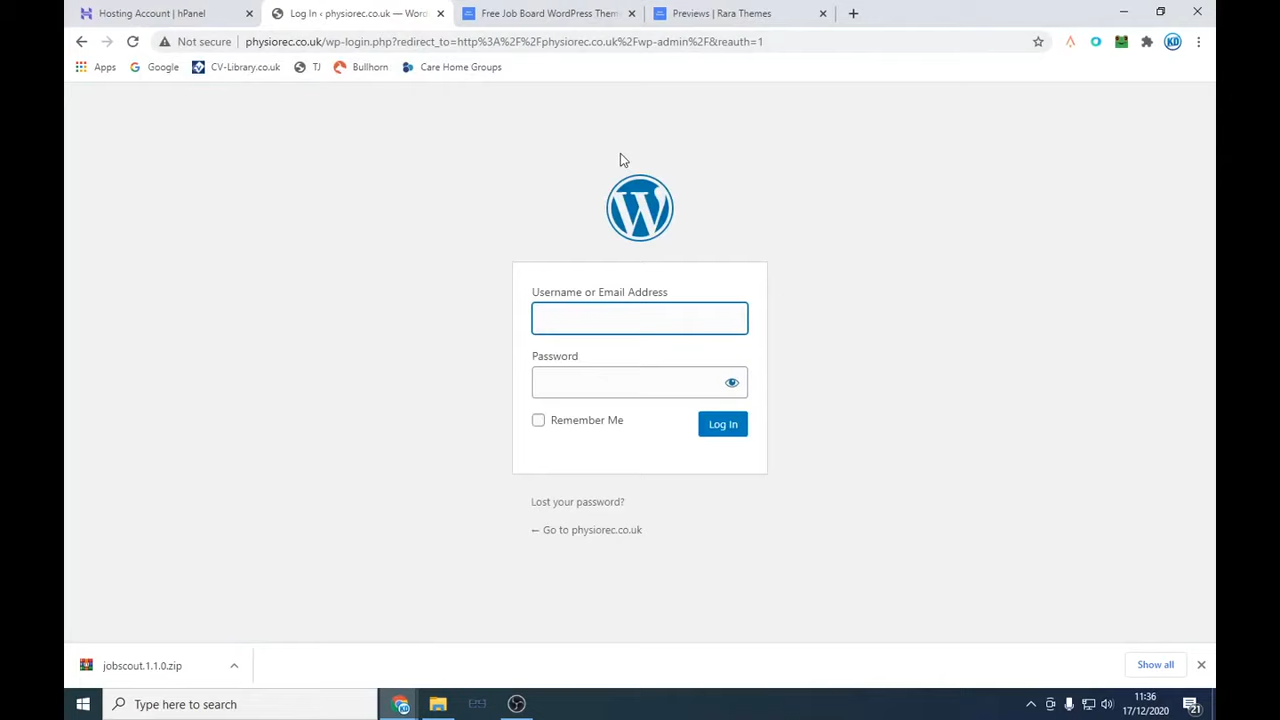 Hosting Account | hPanel
Log In ‹ physiorec.co.uk — Word
Free Job Board WordPress Them
Previews | Rara Themes
Not secure
physiorec.co.uk/wp-login.php?redirect_to=http%3A%2F%2Fphysiorec.co.uk%2Fwp-admin%2F&reauth=1
KD
Apps
Google
CV-Library.co.uk
TJ
Bullhorn
Care Home Groups
W
Username or Email Address
Password
Remember Me
Log In
Lost your password?
← Go to physiorec.co.uk
jobscout.1.1.0.zip
Show all
Type here to search
11:36
17/12/2020
21